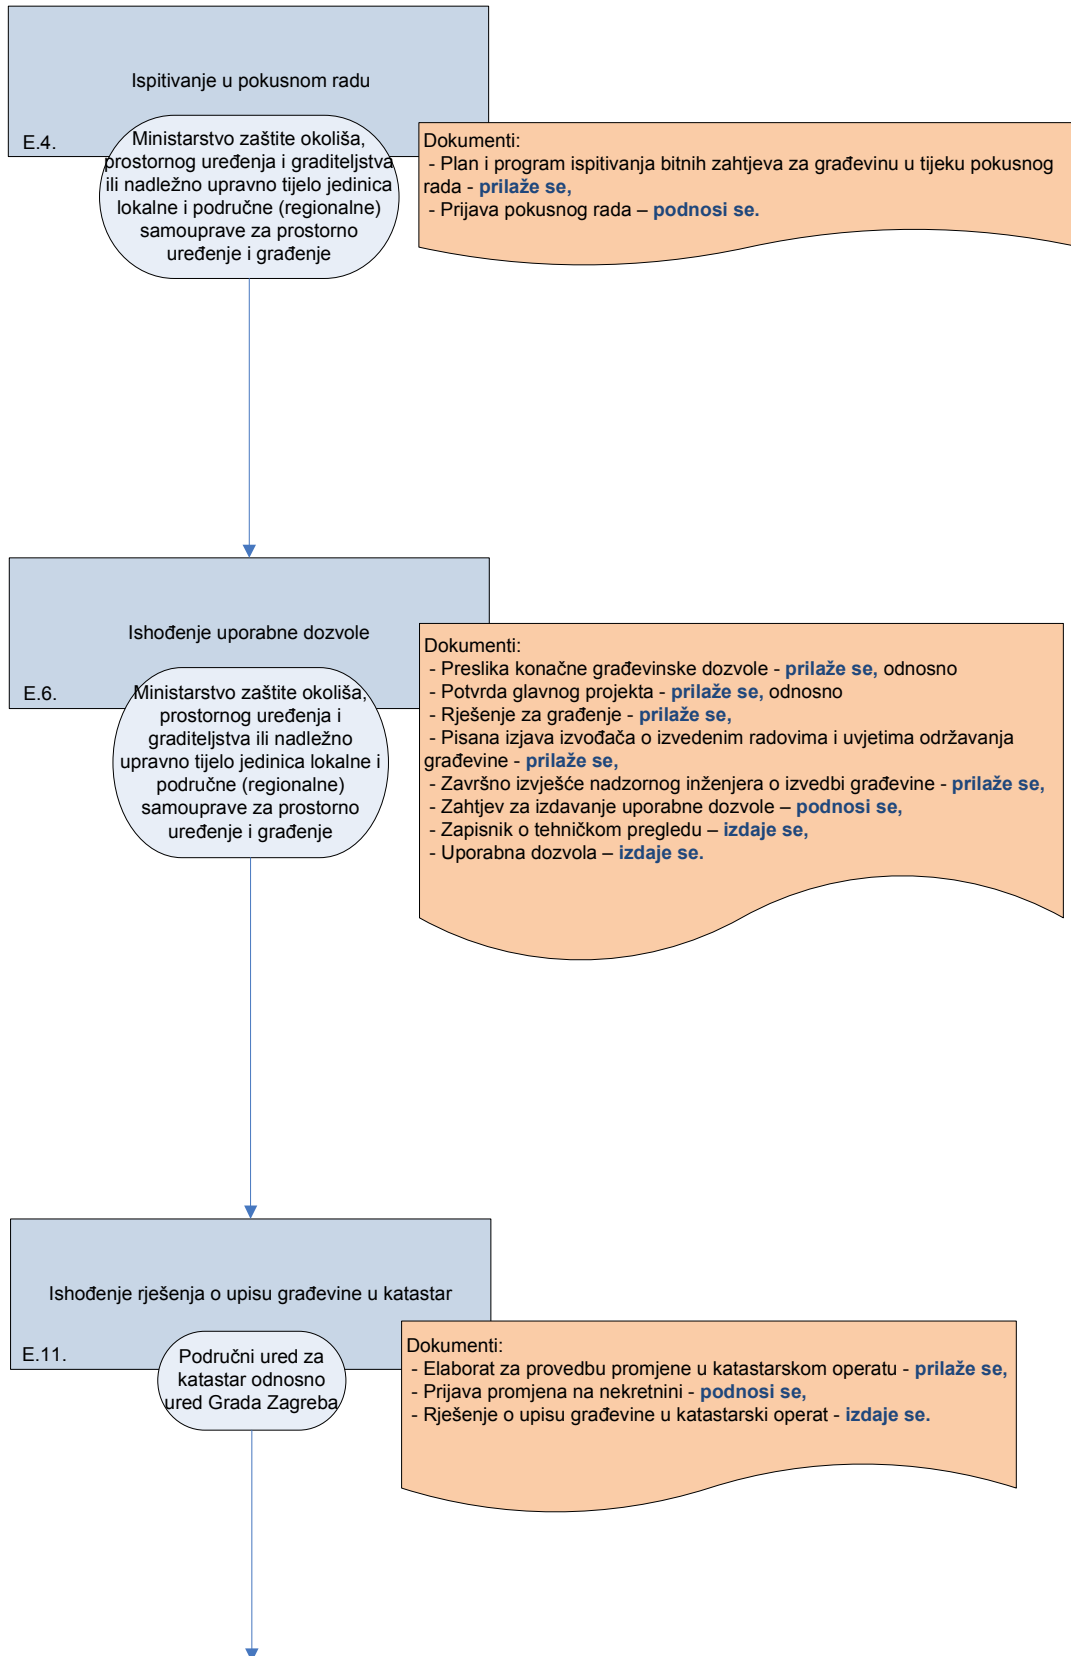 Ispitivanje u pokusnom radu
E.4.
Ministarstvo zaštite okoliša,
prostornog uređenja i graditeljstva
ili nadležno upravno tijelo jedinica
lokalne i područne (regionalne)
samouprave za prostorno
uređenje i građenje
Dokumenti:
- Plan i program ispitivanja bitnih zahtjeva za građevinu u tijeku pokusnog
rada - prilaže se,
- Prijava pokusnog rada – podnosi se.
Ishođenje uporabne dozvole
E.6.
Ministarstvo zaštite okoliša,
prostornog uređenja i
graditeljstva ili nadležno
upravno tijelo jedinica lokalne i
područne (regionalne)
samouprave za prostorno
uređenje i građenje
Dokumenti:
- Preslika konačne građevinske dozvole - prilaže se, odnosno
- Potvrda glavnog projekta - prilaže se, odnosno
- Rješenje za građenje - prilaže se,
- Pisana izjava izvođača o izvedenim radovima i uvjetima održavanja
građevine - prilaže se,
- Završno izvješće nadzornog inženjera o izvedbi građevine - prilaže se,
- Zahtjev za izdavanje uporabne dozvole – podnosi se,
- Zapisnik o tehničkom pregledu – izdaje se,
- Uporabna dozvola – izdaje se.
Ishođenje rješenja o upisu građevine u katastar
E.11.
Područni ured za
katastar odnosno
ured Grada Zagreba
Dokumenti:
- Elaborat za provedbu promjene u katastarskom operatu - prilaže se,
- Prijava promjena na nekretnini - podnosi se,
- Rješenje o upisu građevine u katastarski operat - izdaje se.